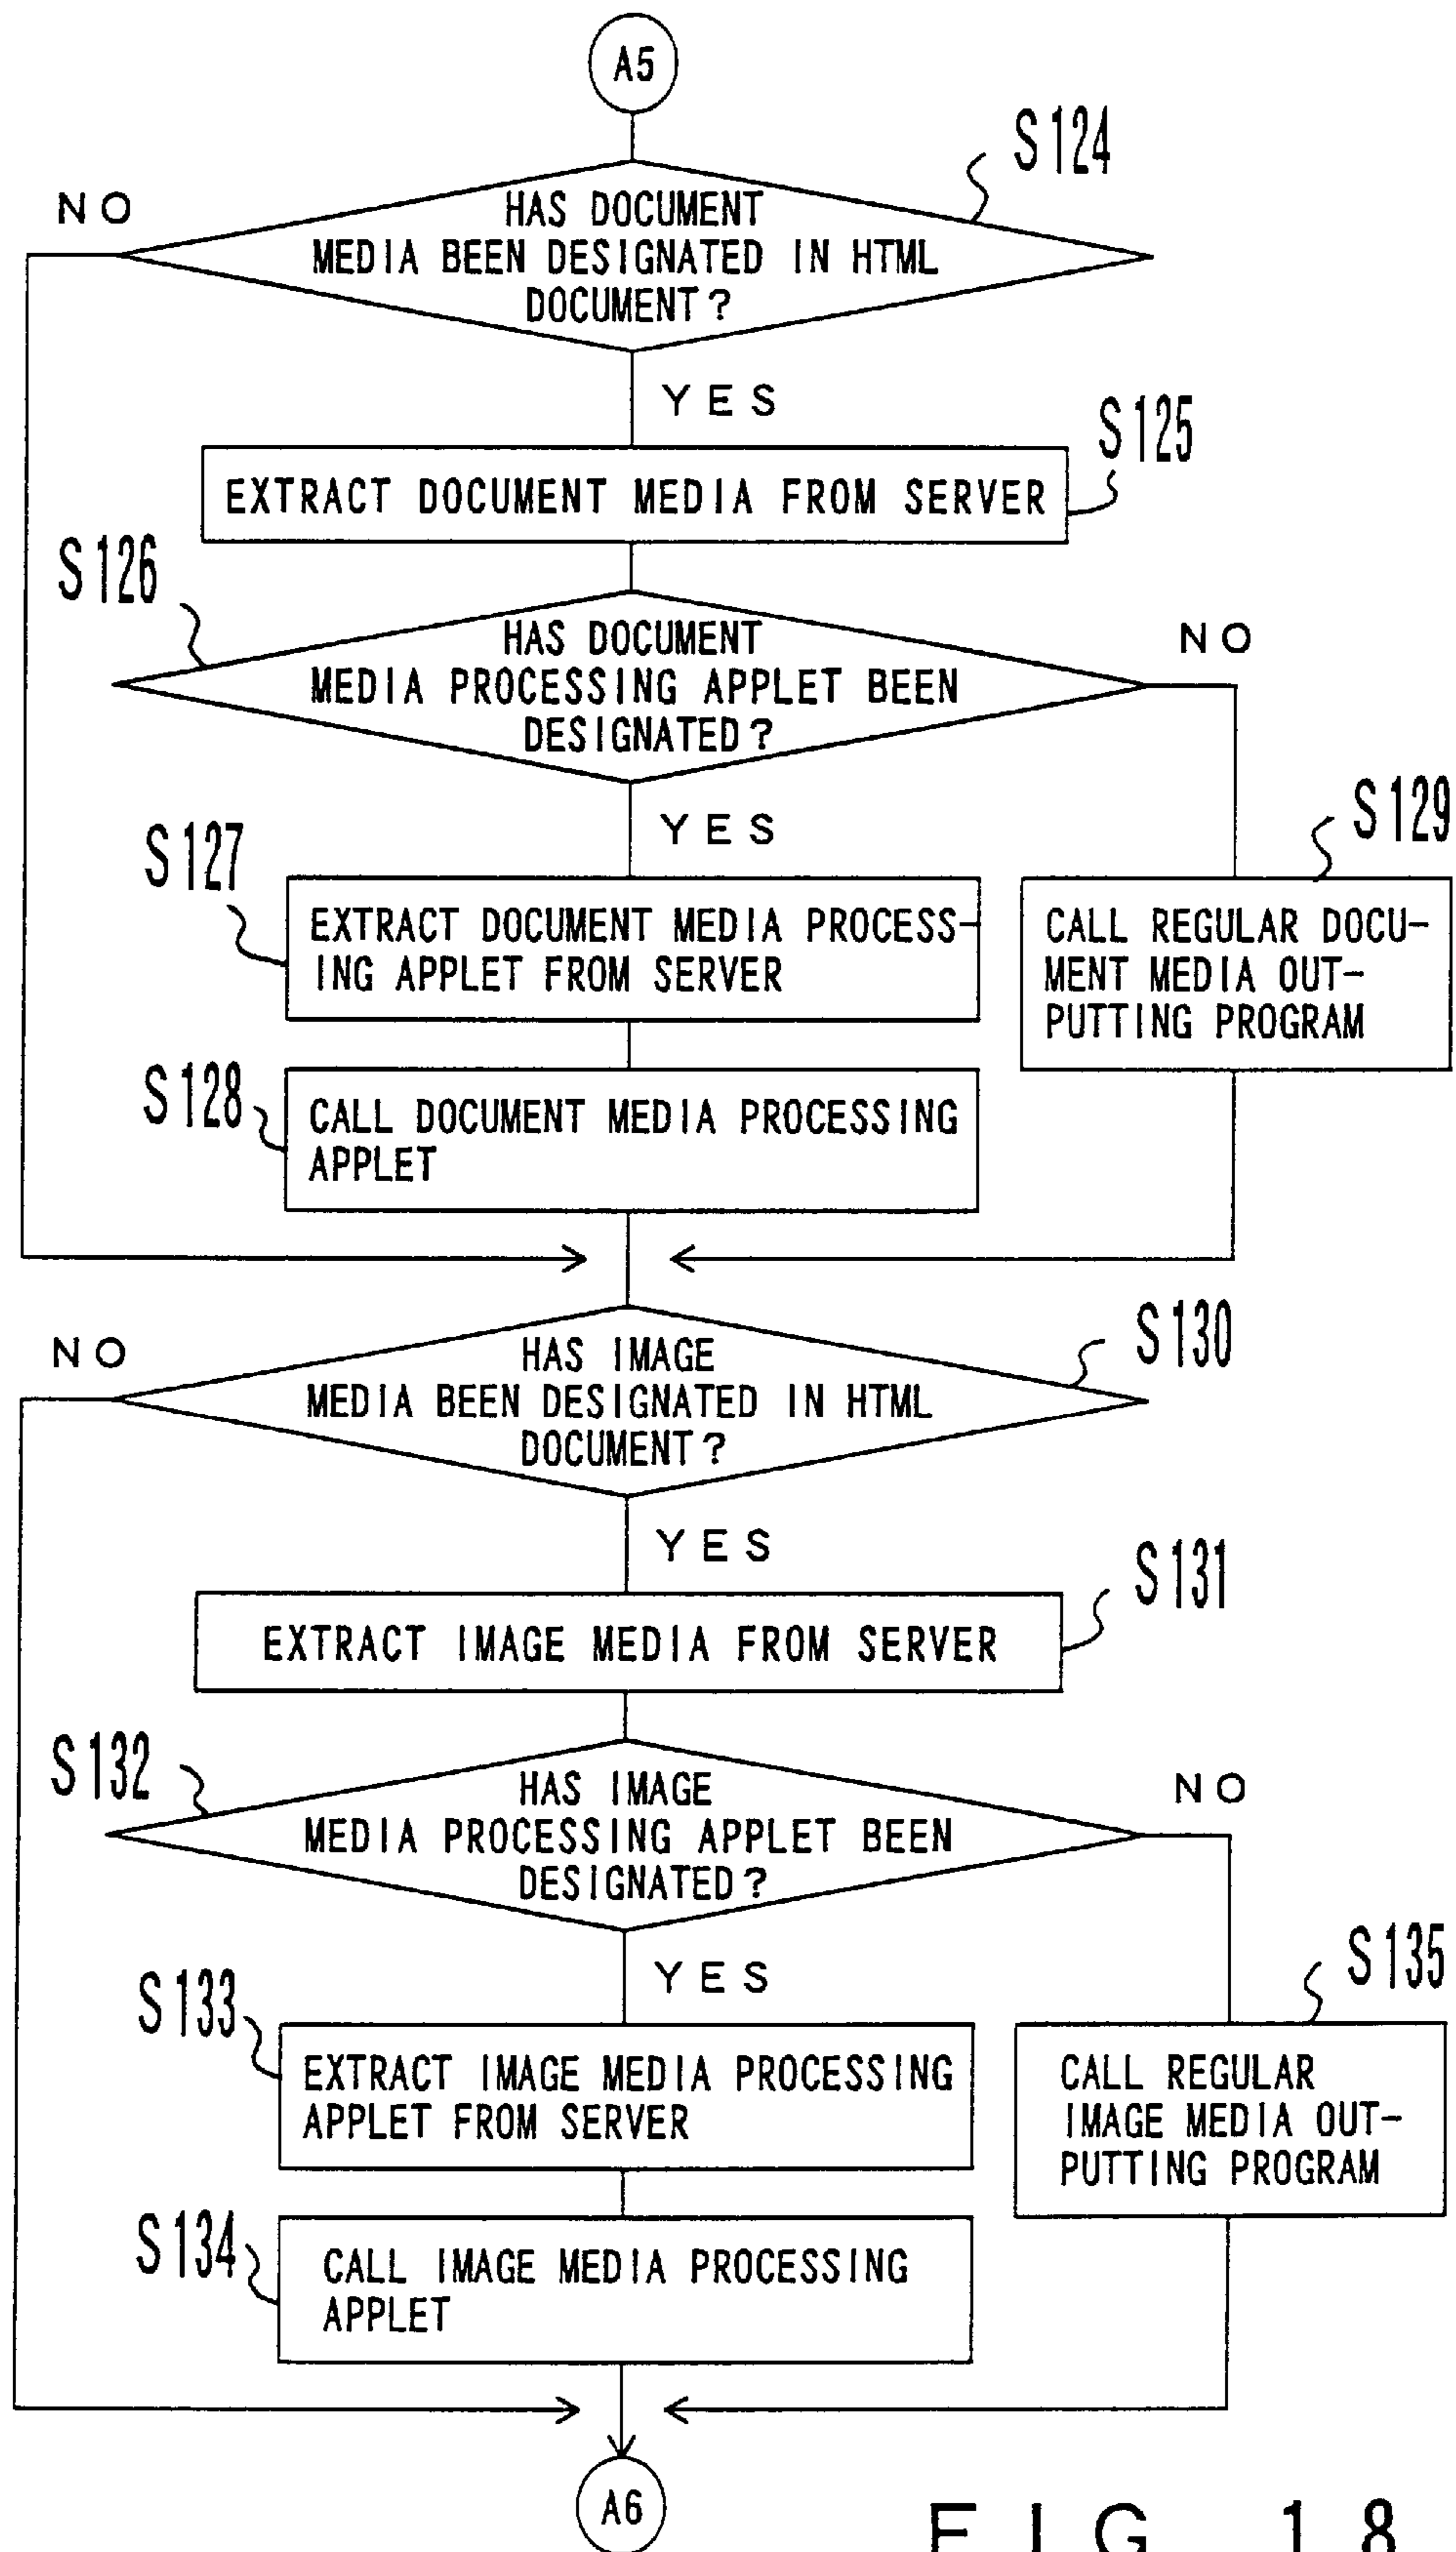 A5
S124
NO
HAS DOCUMENT
MEDIA BEEN DESIGNATED IN HTML
DOCUMENT?
YES
S125
EXTRACT DOCUMENT MEDIA FROM SERVER
S126
HAS DOCUMENT
MEDIA PROCESSING APPLET BEEN
DESIGNATED?
NO
YES
S127
S129
EXTRACT DOCUMENT MEDIA PROCESS-
ING APPLET FROM SERVER
CALL REGULAR DOCU-
MENT MEDIA OUT-
PUTTING PROGRAM
S128
CALL DOCUMENT MEDIA PROCESSING
APPLET
S130
NO
HAS IMAGE
MEDIA BEEN DESIGNATED IN HTML
DOCUMENT?
YES
S131
EXTRACT IMAGE MEDIA FROM SERVER
S132
HAS IMAGE
MEDIA PROCESSING APPLET BEEN
DESIGNATED?
NO
YES
S133
S135
EXTRACT IMAGE MEDIA PROCESSING
APPLET FROM SERVER
CALL REGULAR
IMAGE MEDIA OUT-
PUTTING PROGRAM
S134
CALL IMAGE MEDIA PROCESSING
APPLET
A6
FIG 18